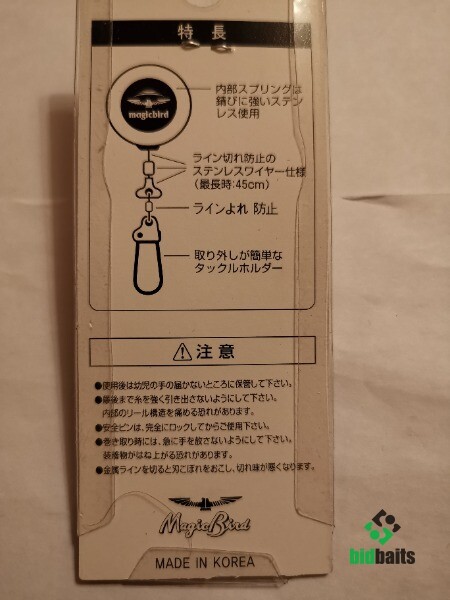 特長
magicbird
内部スプリングは
錆びに強いステン
レス使用
ライン切れ防止の
ステンレスワイヤー仕様
(最長時:45cm)
ラインよれ 防止
取り外しが簡単な
タックルホルダー
注意
●使用後は幼児の手の届かないところに保管して下さい。
●最後まで糸を強く引き出さないようにして下さい。
内部のリール構造を痛める恐れがあります。
●安全ピンは、完全にロックしてからご使用下さい。
●巻き取り時には、急に手を放さないようにして下さい。
装着物がはね上がる恐れがあります。
●金属ラインを切ると刃こぼれをおこし、切れ味が悪くなります。
MagicBird
MADE IN KOREA
bidbaits